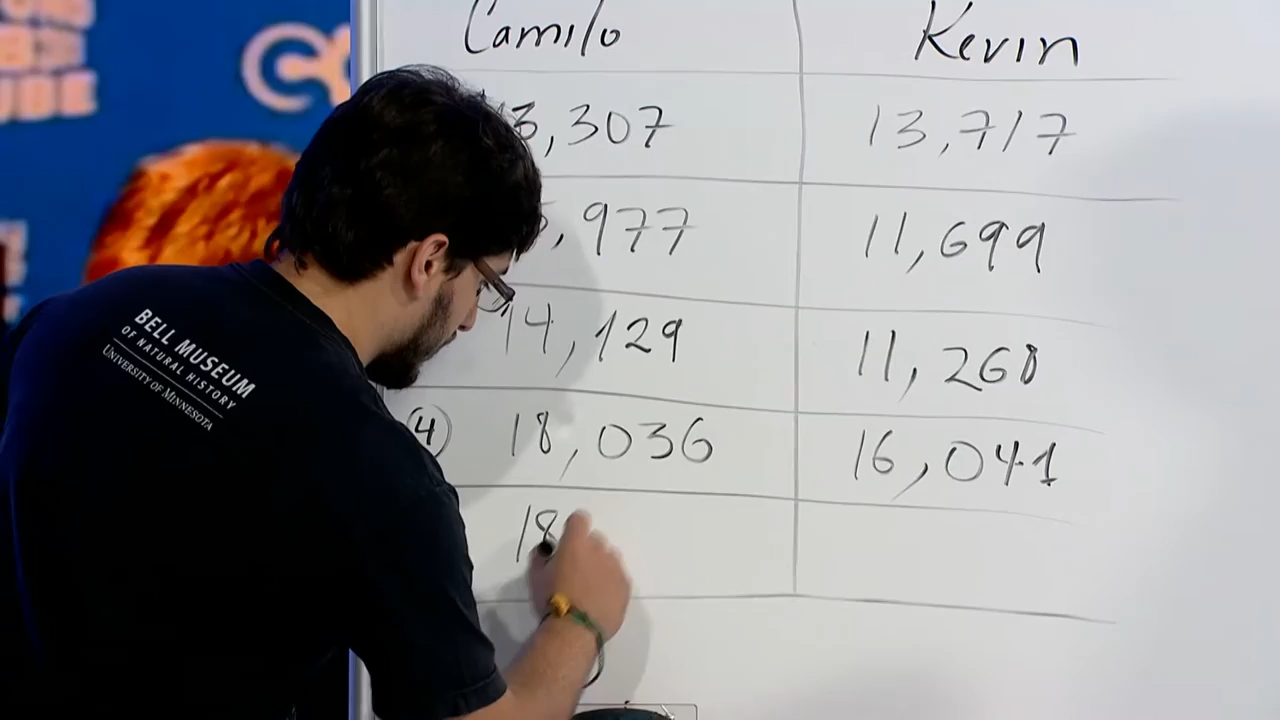 Camilo Kevin
3,307 13,717
,977 11,699
14,129 11,268
4 18,036 16,041
18
BELL MUSEUM
OF NATURAL HISTORY
UNIVERSITY OF MINNESOTA